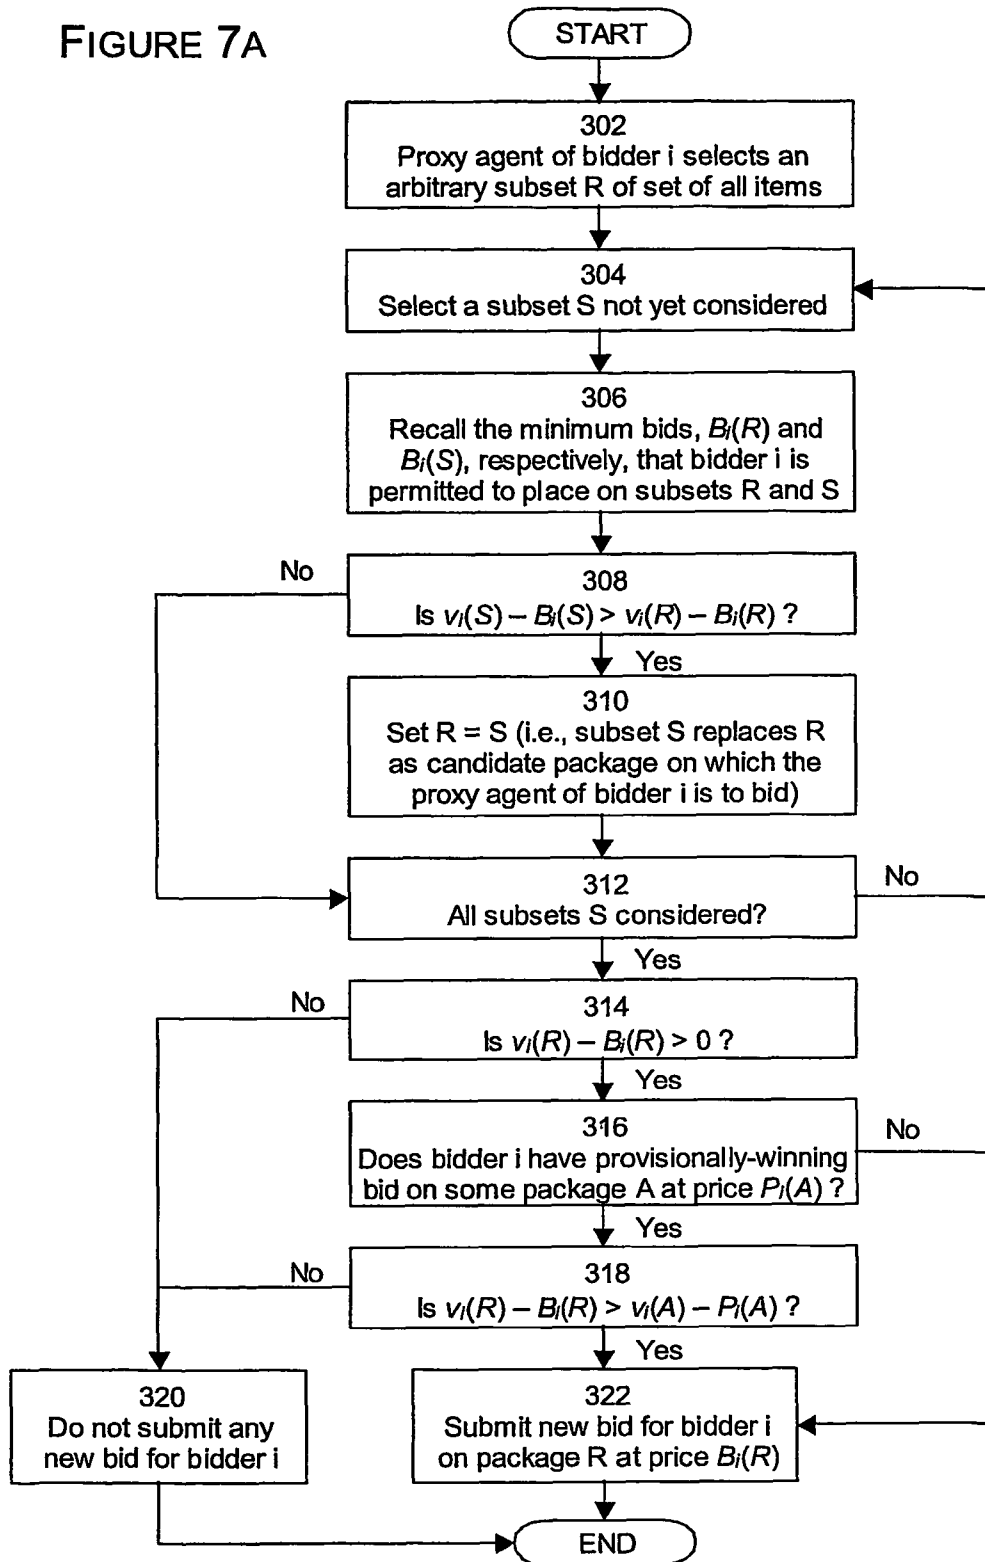 FIGURE 7A
START
302
Proxy agent of bidder i selects an
arbitrary subset R of set of all items
304
Select a subset S not yet considered
306
Recall the minimum bids, Bi(R) and
Bi(S), respectively, that bidder i is
permitted to place on subsets R and S
No
308
Is vi(S) – Bi(S) > vi(R) – Bi(R) ?
Yes
310
Set R = S (i.e., subset S replaces R
as candidate package on which the
proxy agent of bidder i is to bid)
312
All subsets S considered?
No
Yes
No
314
Is vi(R) – Bi(R) > 0 ?
Yes
316
Does bidder i have provisionally-winning
bid on some package A at price Pi(A) ?
No
Yes
No
318
Is vi(R) – Bi(R) > vi(A) – Pi(A) ?
Yes
320
Do not submit any
new bid for bidder i
322
Submit new bid for bidder i
on package R at price Bi(R)
END